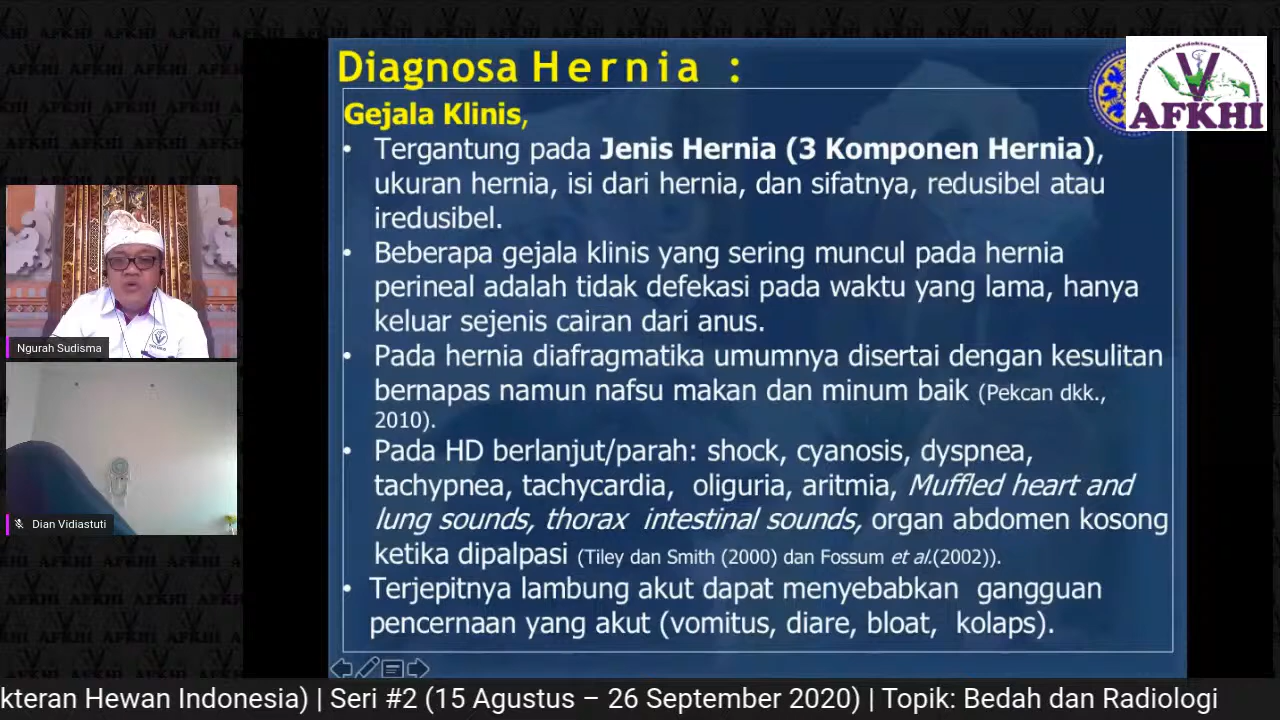 Diagnosa Hernia :
Gejala Klinis,
• Tergantung pada Jenis Hernia (3 Komponen Hernia),
ukuran hernia, isi dari hernia, dan sifatnya, redusibel atau
iredusibel.
• Beberapa gejala klinis yang sering muncul pada hernia
perineal adalah tidak defekasi pada waktu yang lama, hanya
keluar sejenis cairan dari anus.
• Pada hernia diafragmatika umumnya disertai dengan kesulitan
bernapas namun nafsu makan dan minum baik (Pekcan dkk.,
2010).
• Pada HD berlanjut/parah: shock, cyanosis, dyspnea,
tachypnea, tachycardia, oliguria, aritmia, Muffled heart and
lung sounds, thorax intestinal sounds, organ abdomen kosong
ketika dipalpasi (Tiley dan Smith (2000) dan Fossum et al.(2002)).
• Terjepitnya lambung akut dapat menyebabkan gangguan
pencernaan yang akut (vomitus, diare, bloat, kolaps).
AFKHI
Ngurah Sudisma
Dian Vidiastuti
kteran Hewan Indonesia) | Seri #2 (15 Agustus – 26 September 2020) | Topik: Bedah dan Radiologi